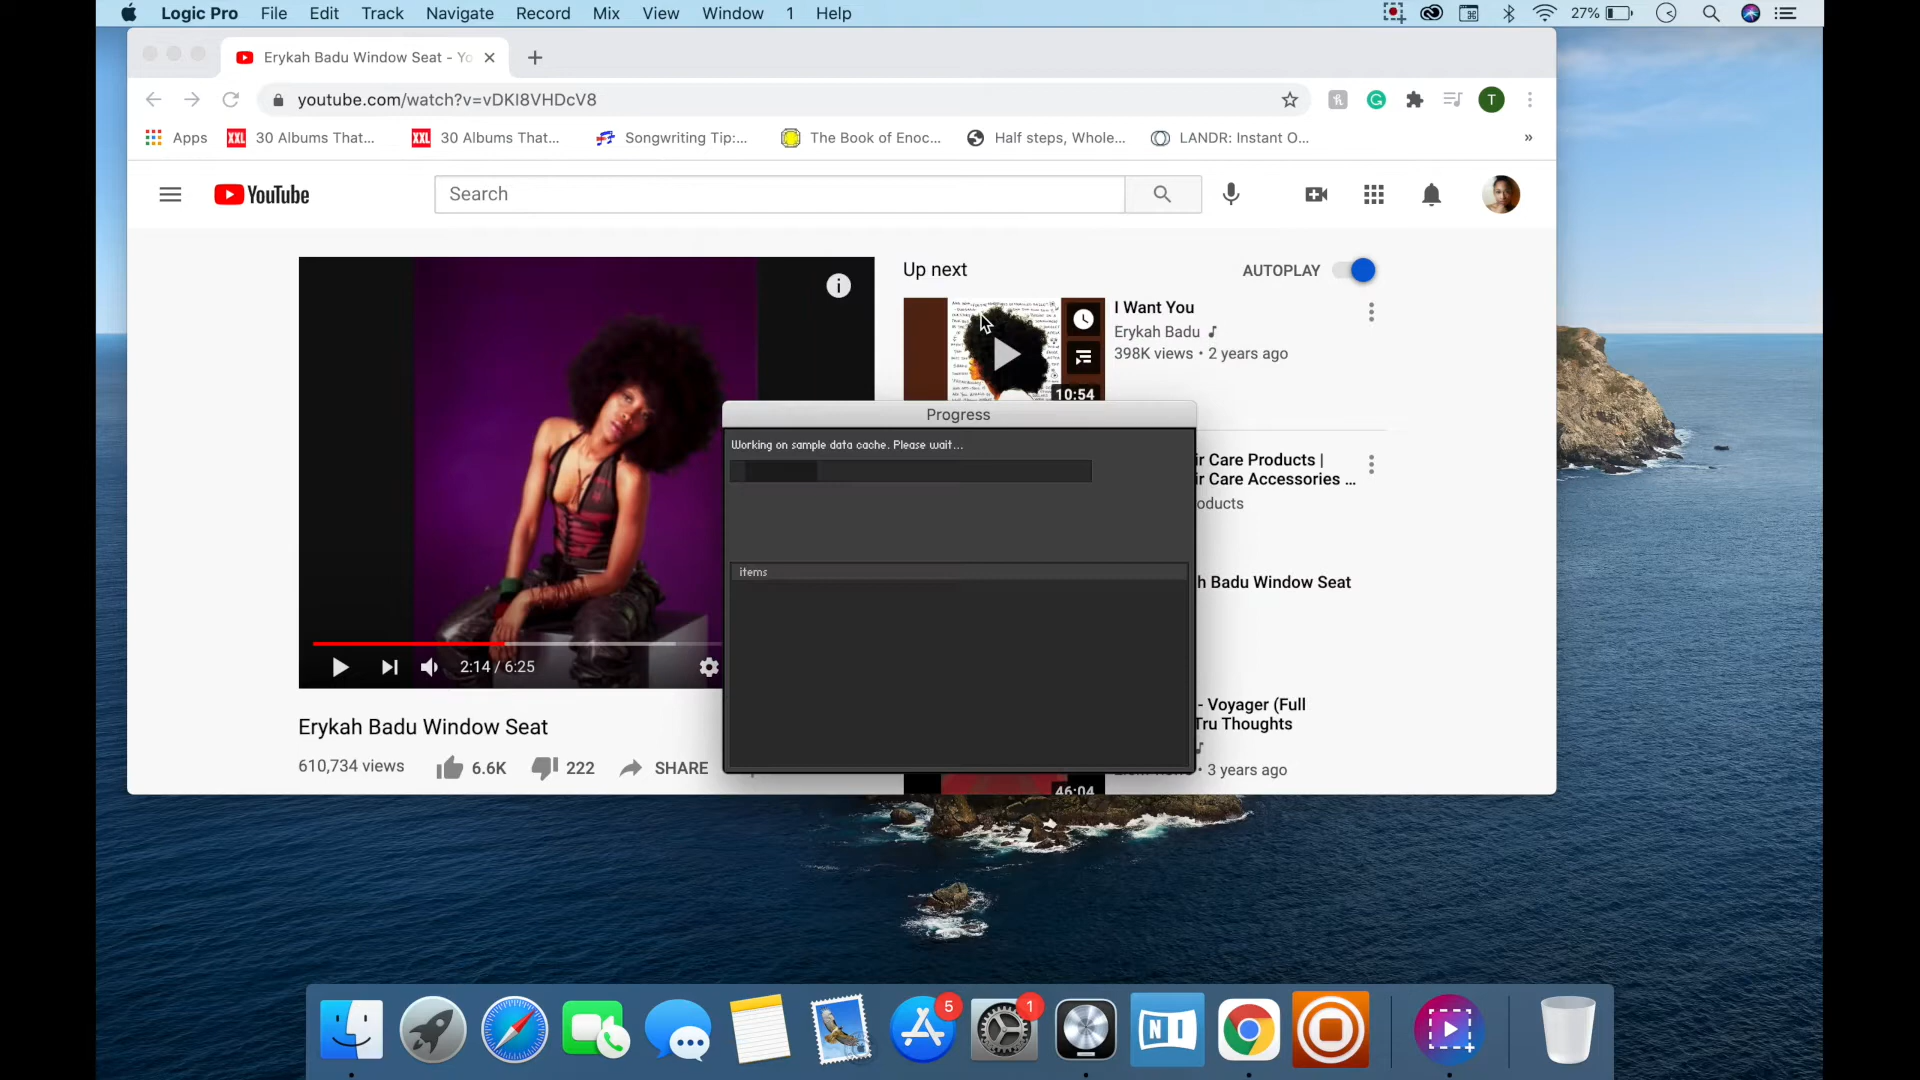 Logic Pro File Edit Track Navigate Record Mix View Window 1 Help 27%
Erykah Badu Window Seat - Yo
youtube.com/watch?v=vDKI8VHDcV8
T
Apps XXL 30 Albums That... XXL 30 Albums That... Songwriting Tip:... The Book of Enoc... Half steps, Whole... LANDR: Instant O... »
YouTube Search
Up next AUTOPLAY
I Want You
Erykah Badu
398K views • 2 years ago
10:54
Progress
Working on sample data cache. Please wait...
items
ir Care Products |
ir Care Accessories ...
oducts
h Badu Window Seat
2:14 / 6:25
- Voyager (Full
Tru Thoughts
• 3 years ago
46:04
Erykah Badu Window Seat
610,734 views 6.6K 222 SHARE
5 1
NI